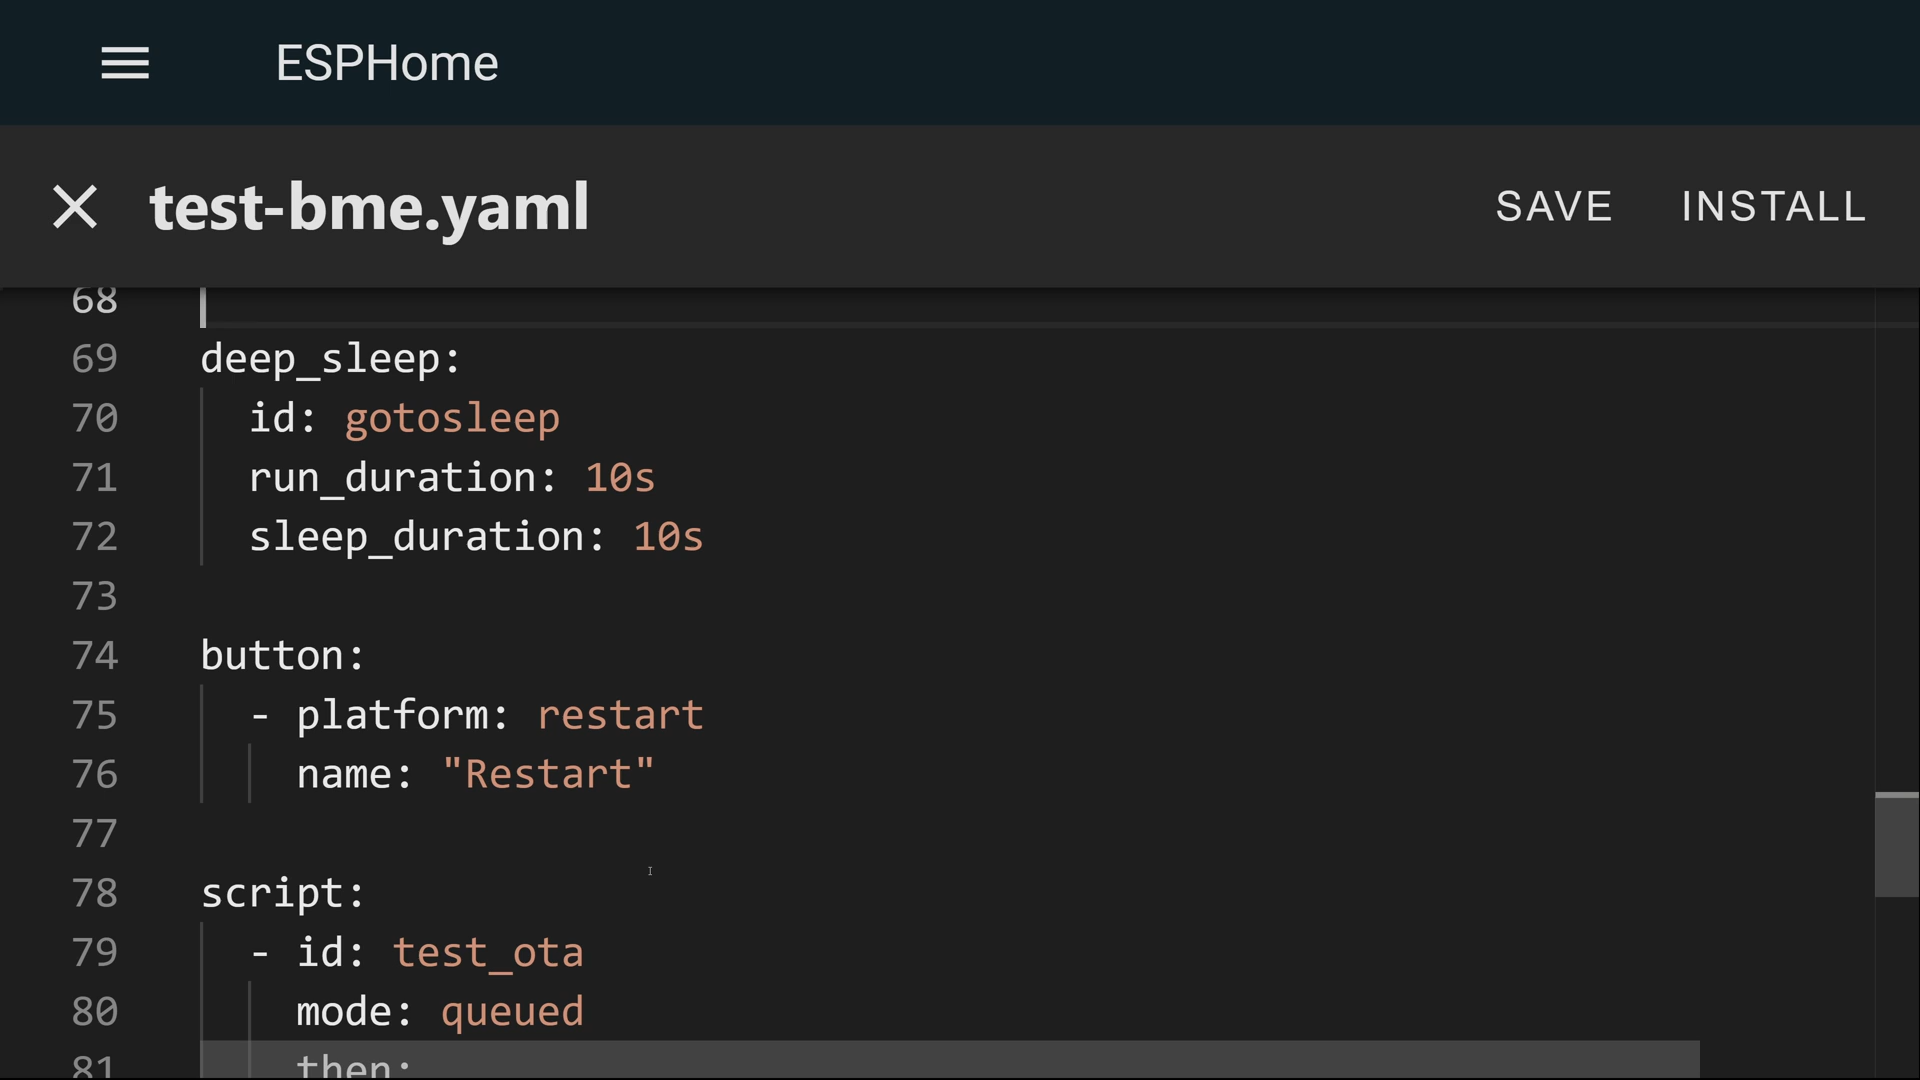 ESPHome
test-bme.yaml SAVE INSTALL
68
69 deep_sleep:
70 id: gotosleep
71 run_duration: 10s
72 sleep_duration: 10s
73
74 button:
75 - platform: restart
76 name: "Restart"
77
78 script:
79 - id: test_ota
80 mode: queued
81 then: